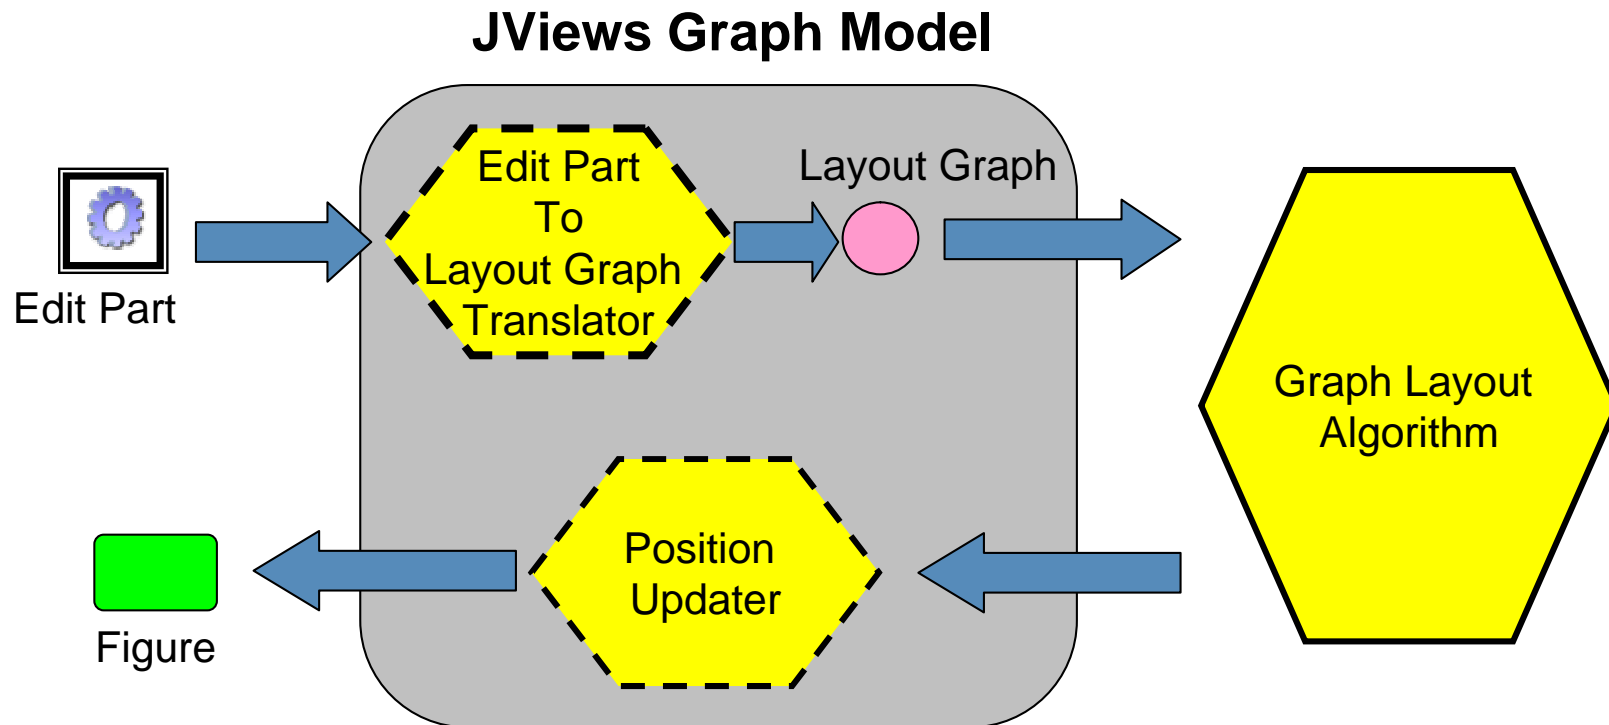 JViews Graph Model
Edit Part
To
Layout Graph
Translator
Layout Graph
Edit Part
Graph Layout
Algorithm
Position
Updater
Figure